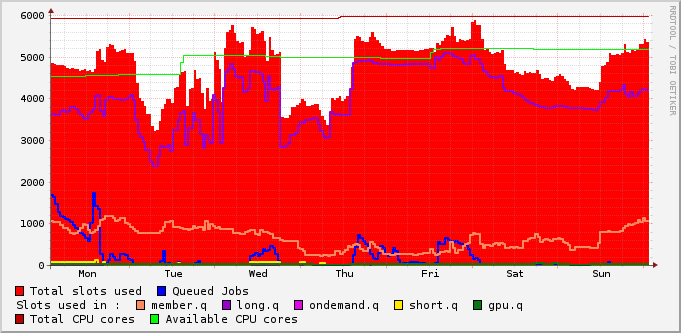 RRDTOOL / TOBI OETIKER
6000
5000
4000
3000
2000
1000
0
Mon Tue Wed Thu Fri Sat Sun
Total slots used Queued Jobs
Slots used in : member.q long.q ondemand.q short.q gpu.q
Total CPU cores Available CPU cores